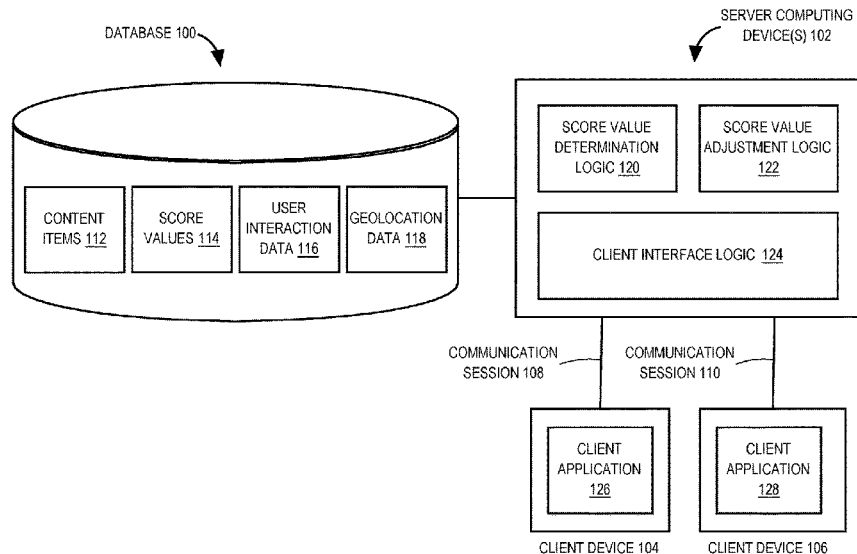 DATABASE 100
SERVER COMPUTING
DEVICE(S) 102
SCORE VALUE
DETERMINATION
LOGIC 120
SCORE VALUE
ADJUSTMENT LOGIC
122
CONTENT
ITEMS 112
SCORE
VALUES 114
USER
INTERACTION
DATA 116
GEOLOCATION
DATA 118
CLIENT INTERFACE LOGIC 124
COMMUNICATION
SESSION 108
COMMUNICATION
SESSION 110
CLIENT
APPLICATION
126
CLIENT
APPLICATION
128
CLIENT DEVICE 104
CLIENT DEVICE 106